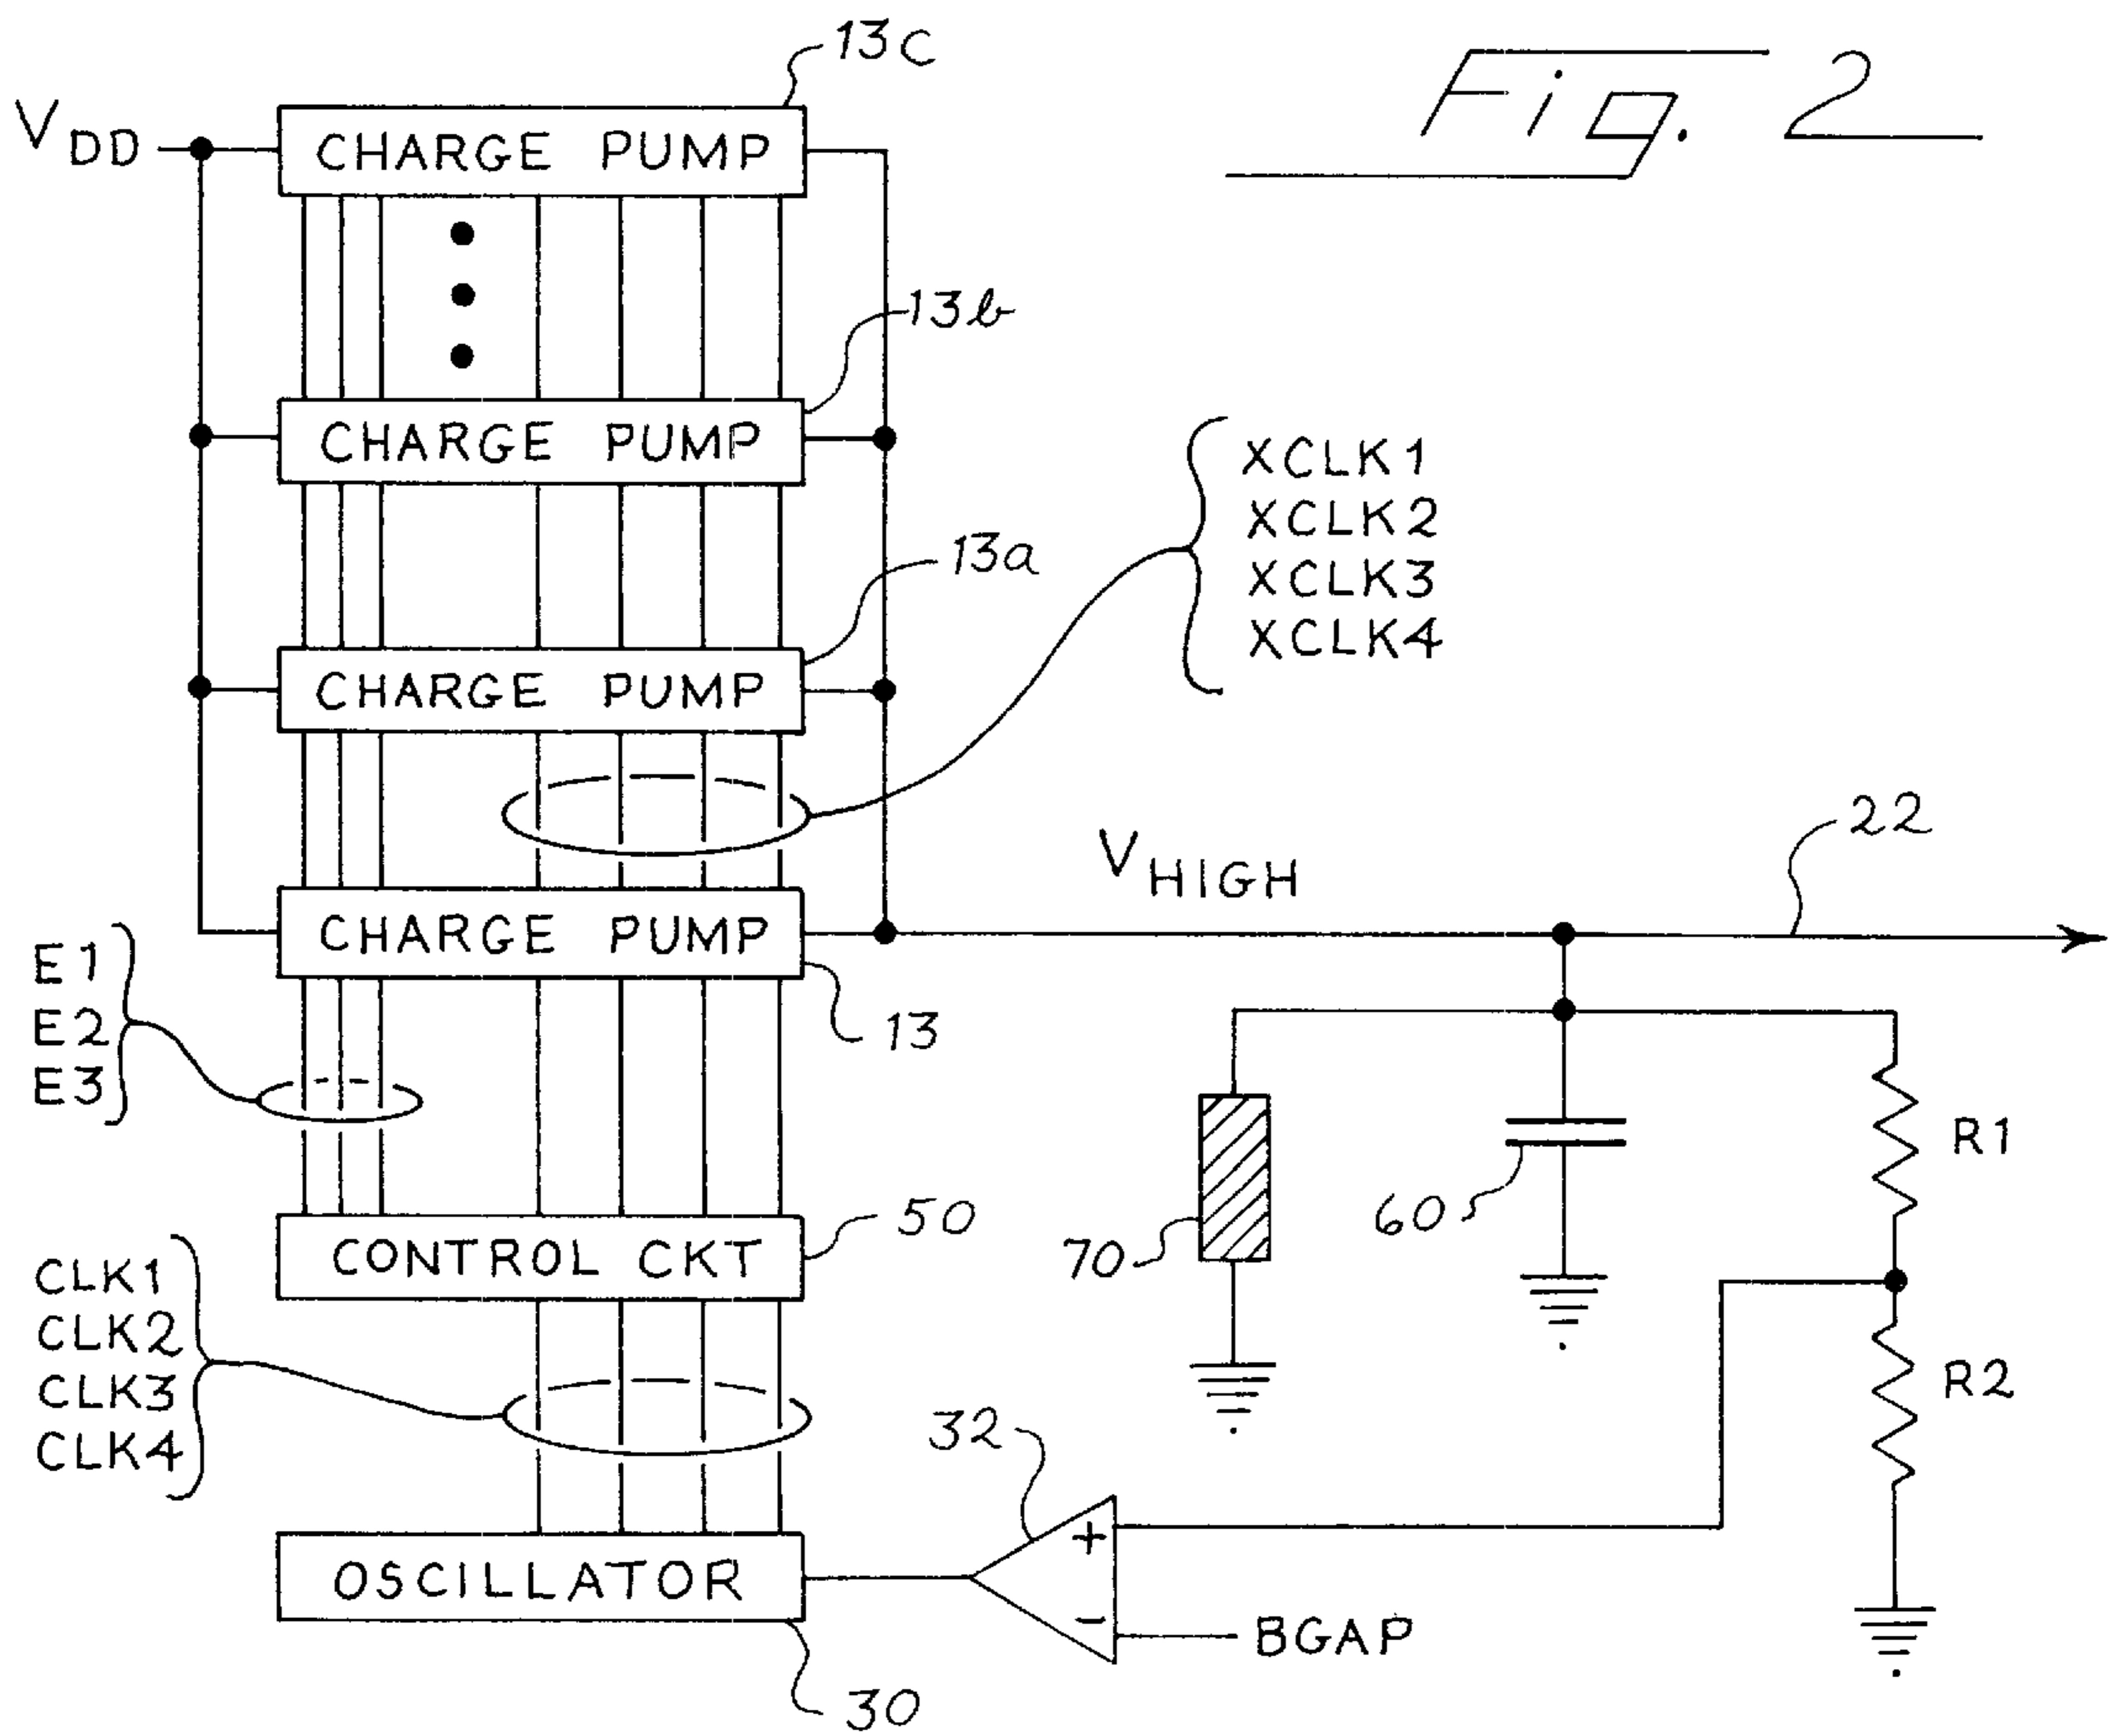 Fig. 2
13c
VDD
CHARGE PUMP
13b
CHARGE PUMP
XCLK1
XCLK2
XCLK3
XCLK4
13a
CHARGE PUMP
22
VHIGH
CHARGE PUMP
E1
E2
E3
13
R1
60
50
70
CONTROL CKT
CLK1
CLK2
CLK3
CLK4
R2
32
+
OSCILLATOR
−
BGAP
30